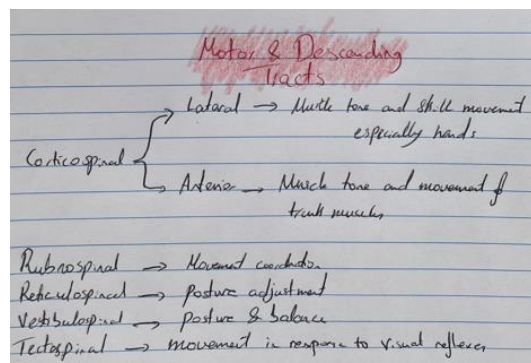 Motor & Descending
Tracts
Lateral → Muscle tone and skill movement
especially hands
Corticospinal
Anterior → Muscle tone and movement of
trunk muscles
Rubrospinal → Movement coordination
Reticulospinal → Posture adjustment
Vestibulospinal → posture & balance
Tectospinal → movement in response to visual reflexes